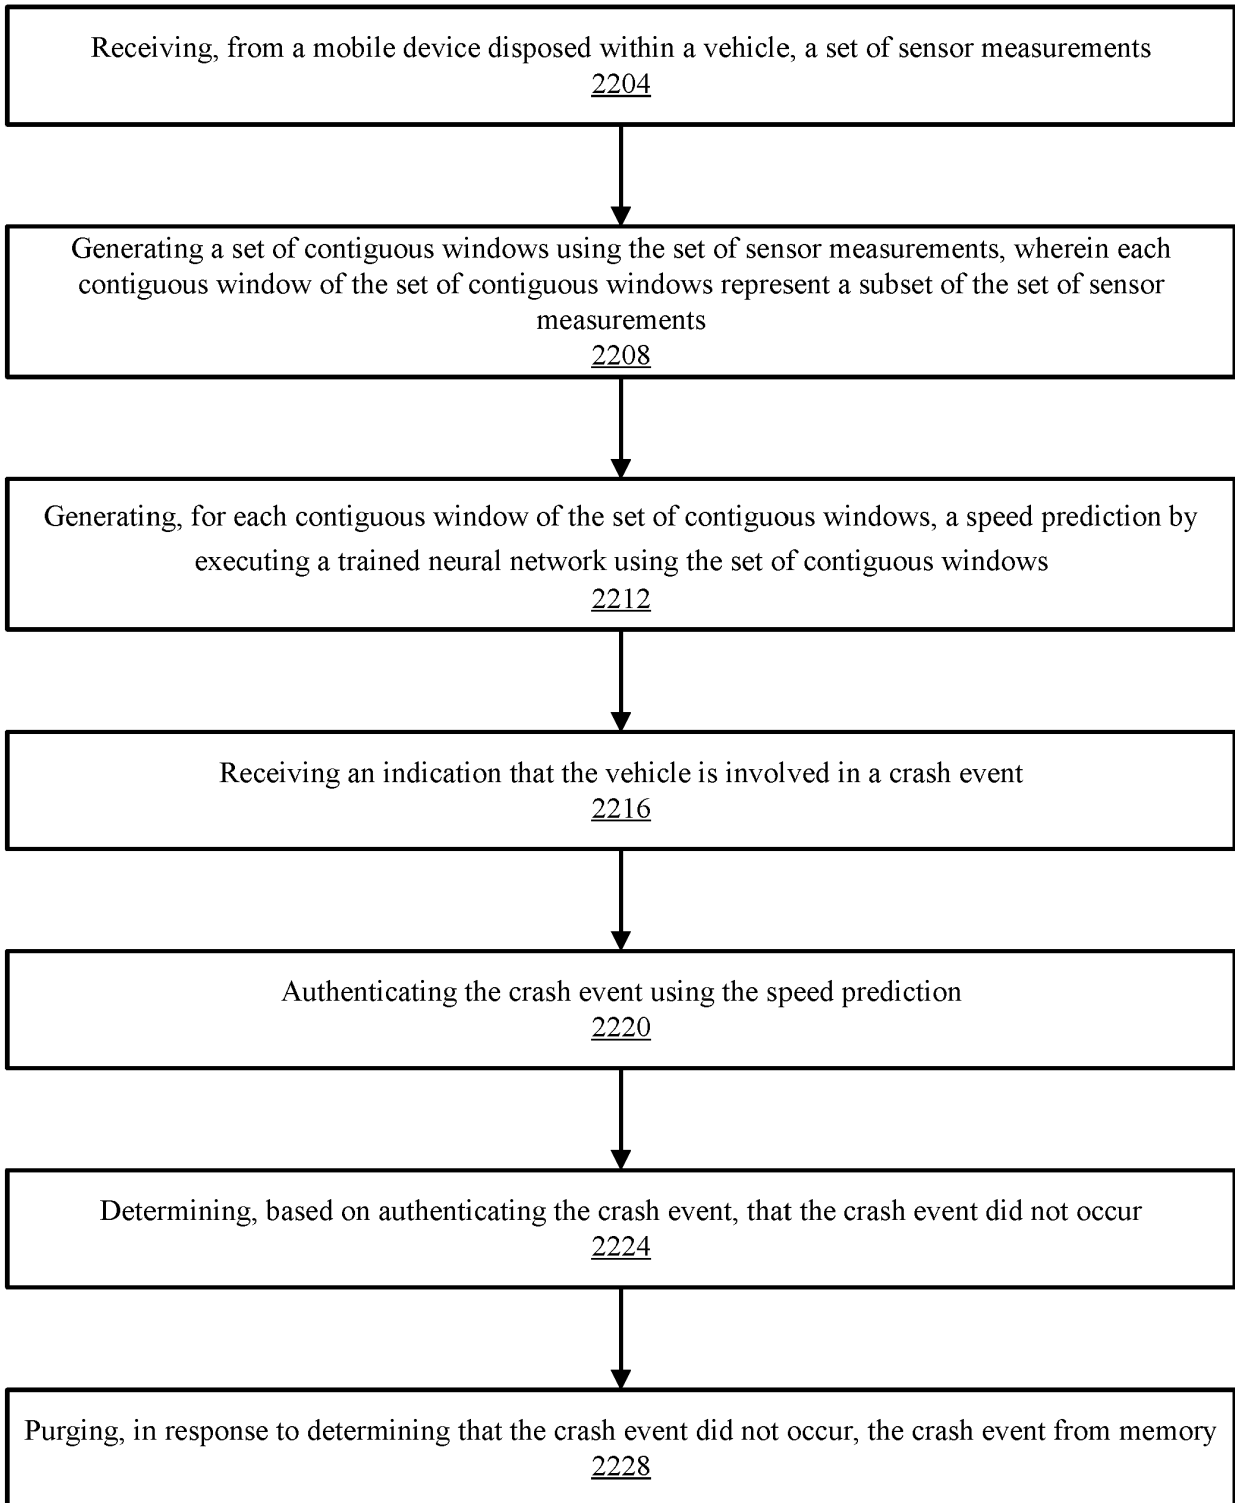 Receiving, from a mobile device disposed within a vehicle, a set of sensor measurements
2204
Generating a set of contiguous windows using the set of sensor measurements, wherein each
contiguous window of the set of contiguous windows represent a subset of the set of sensor
measurements
2208
Generating, for each contiguous window of the set of contiguous windows, a speed prediction by
executing a trained neural network using the set of contiguous windows
2212
Receiving an indication that the vehicle is involved in a crash event
2216
Authenticating the crash event using the speed prediction
2220
Determining, based on authenticating the crash event, that the crash event did not occur
2224
Purging, in response to determining that the crash event did not occur, the crash event from memory
2228